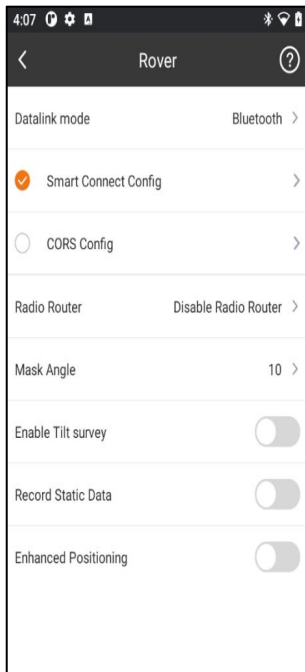 4:07
Rover
Datalink mode Bluetooth
Smart Connect Config
CORS Config
Radio Router Disable Radio Router
Mask Angle 10
Enable Tilt survey
Record Static Data
Enhanced Positioning